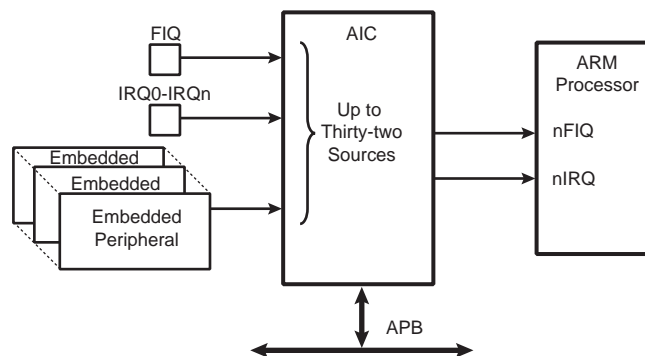 FIQ
IRQ0-IRQn
Embedded
Embedded
Embedded
Peripheral
AIC
Up to
Thirty-two
Sources
APB
ARM
Processor
nFIQ
nIRQ